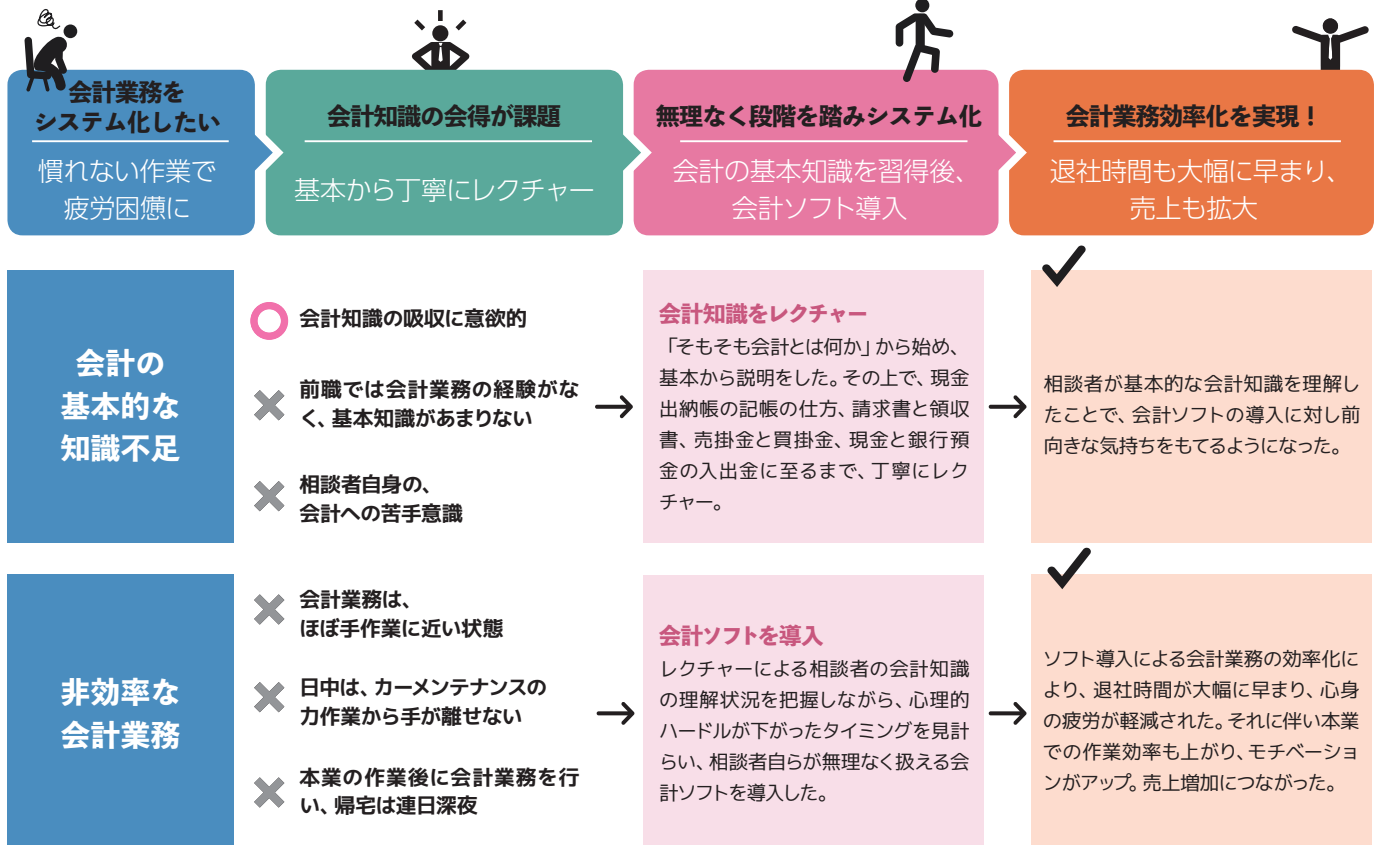 会計業務を
システム化したい
慣れない作業で
疲労困憊に
会計知識の会得が課題
基本から丁寧にレクチャー
無理なく段階を踏みシステム化
会計の基本知識を習得後、
会計ソフト導入
会計業務効率化を実現！
退社時間も大幅に早まり、
売上も拡大
会計の
基本的な
知識不足
会計知識の吸収に意欲的
前職では会計業務の経験がな
く、基本知識があまりない
相談者自身の、
会計への苦手意識
会計知識をレクチャー
「そもそも会計とは何か」から始め、
基本から説明をした。その上で、現金
出納帳の記帳の仕方、請求書と領収
書、売掛金と買掛金、現金と銀行預
金の入出金に至るまで、丁寧にレク
チャー。
相談者が基本的な会計知識を理解し
たことで、会計ソフトの導入に対し前
向きな気持ちをもてるようになった。
非効率な
会計業務
会計業務は、
ほぼ手作業に近い状態
日中は、カーメンテナンスの
力作業から手が離せない
本業の作業後に会計業務を行
い、帰宅は連日深夜
会計ソフトを導入
レクチャーによる相談者の会計知識
の理解状況を把握しながら、心理的
ハードルが下がったタイミングを見計
らい、相談者自らが無理なく扱える会
計ソフトを導入した。
ソフト導入による会計業務の効率化に
より、退社時間が大幅に早まり、心身
の疲労が軽減された。それに伴い本業
での作業効率も上がり、モチベーショ
ンがアップ。売上増加につながった。